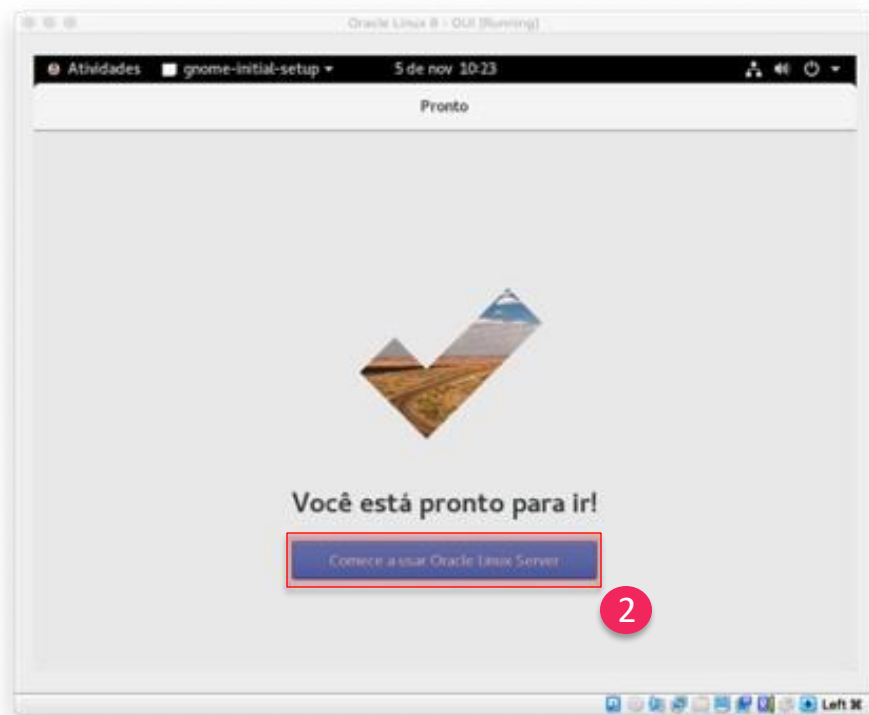 Oracle Linux 8 - GUI [Running]
Atividades gnome-initial-setup 5 de nov 10:23
Pronto
Você está pronto para ir!
Comece a usar Oracle Linux Server
2
Left ⌘